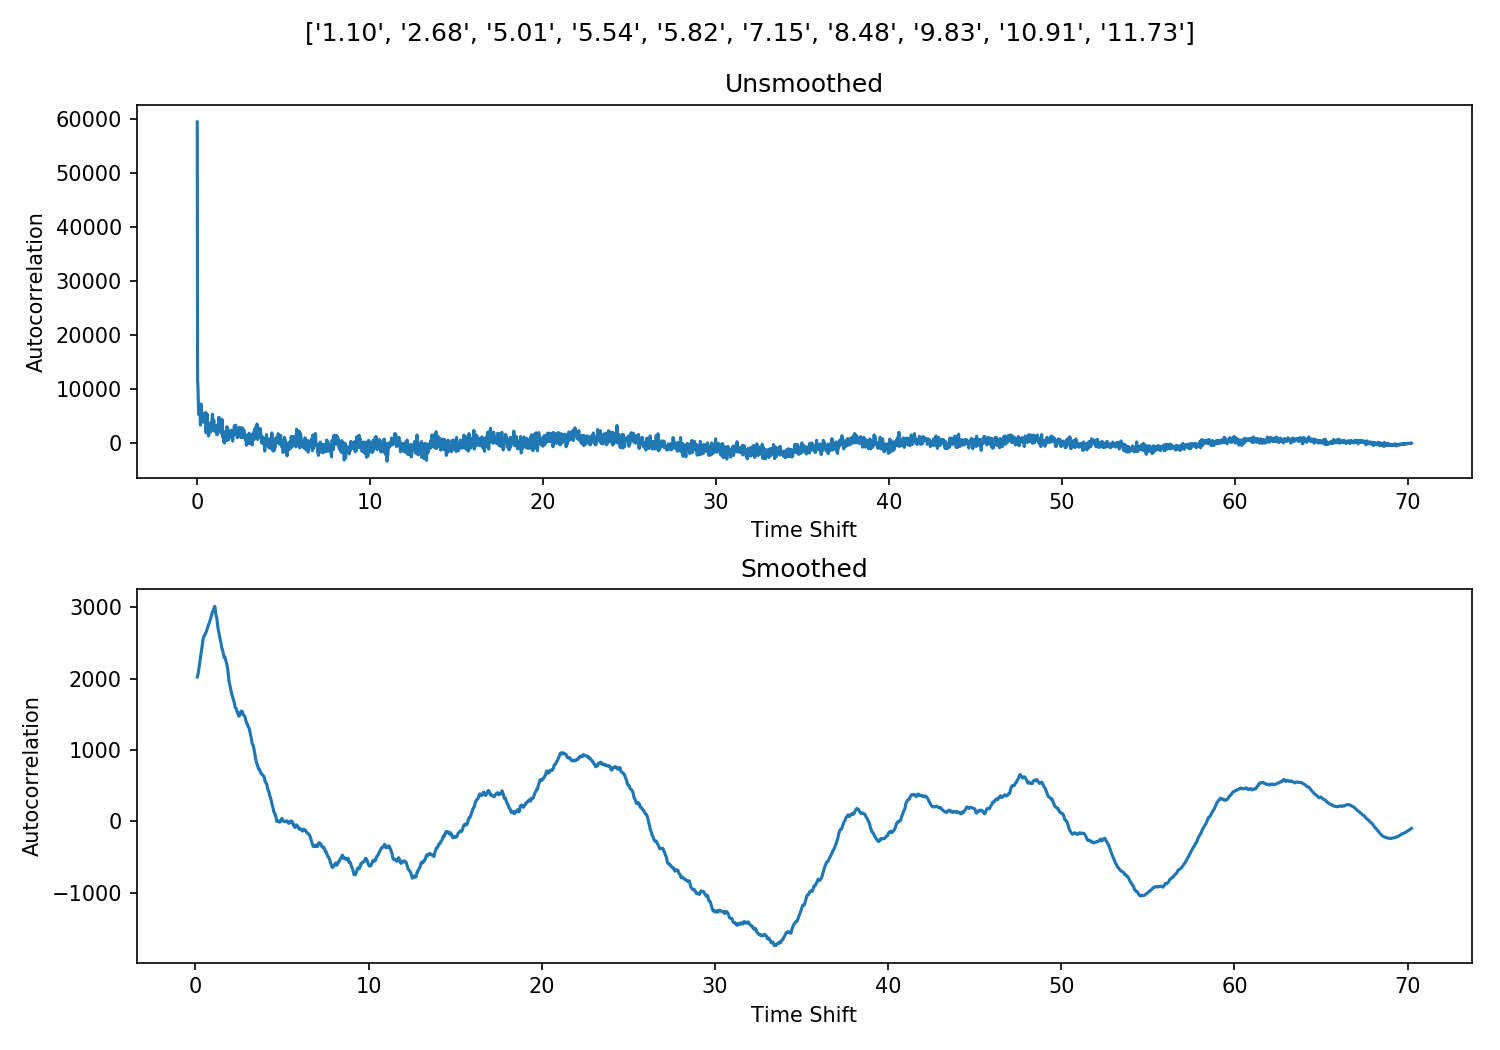 ['1.10', '2.68', '5.01', '5.54', '5.82', '7.15', '8.48', '9.83', '10.91', '11.73']
Unsmoothed
60000
50000
40000
30000
20000
10000
0
Autocorrelation
0 10 20 30 40 50 60 70
Time Shift
Smoothed
3000
2000
1000
0
−1000
Autocorrelation
0 10 20 30 40 50 60 70
Time Shift